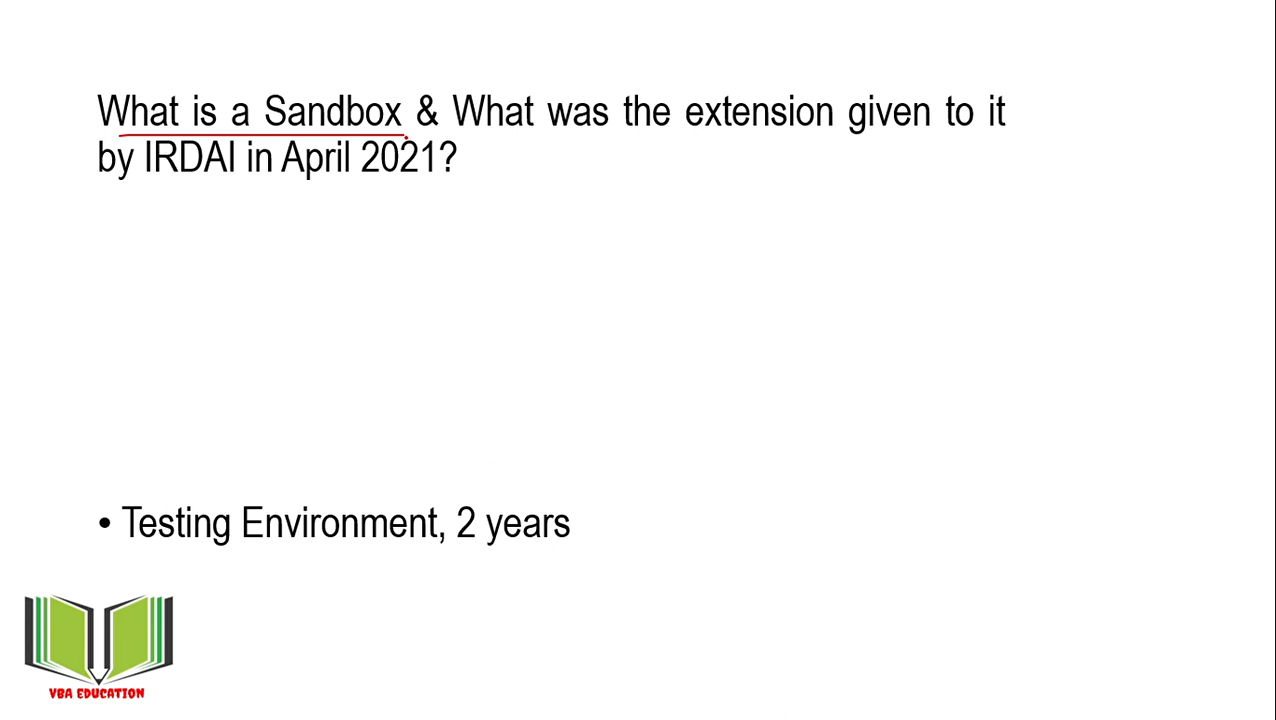 What is a Sandbox & What was the extension given to it
by IRDAI in April 2021?
• Testing Environment, 2 years
VBA EDUCATION